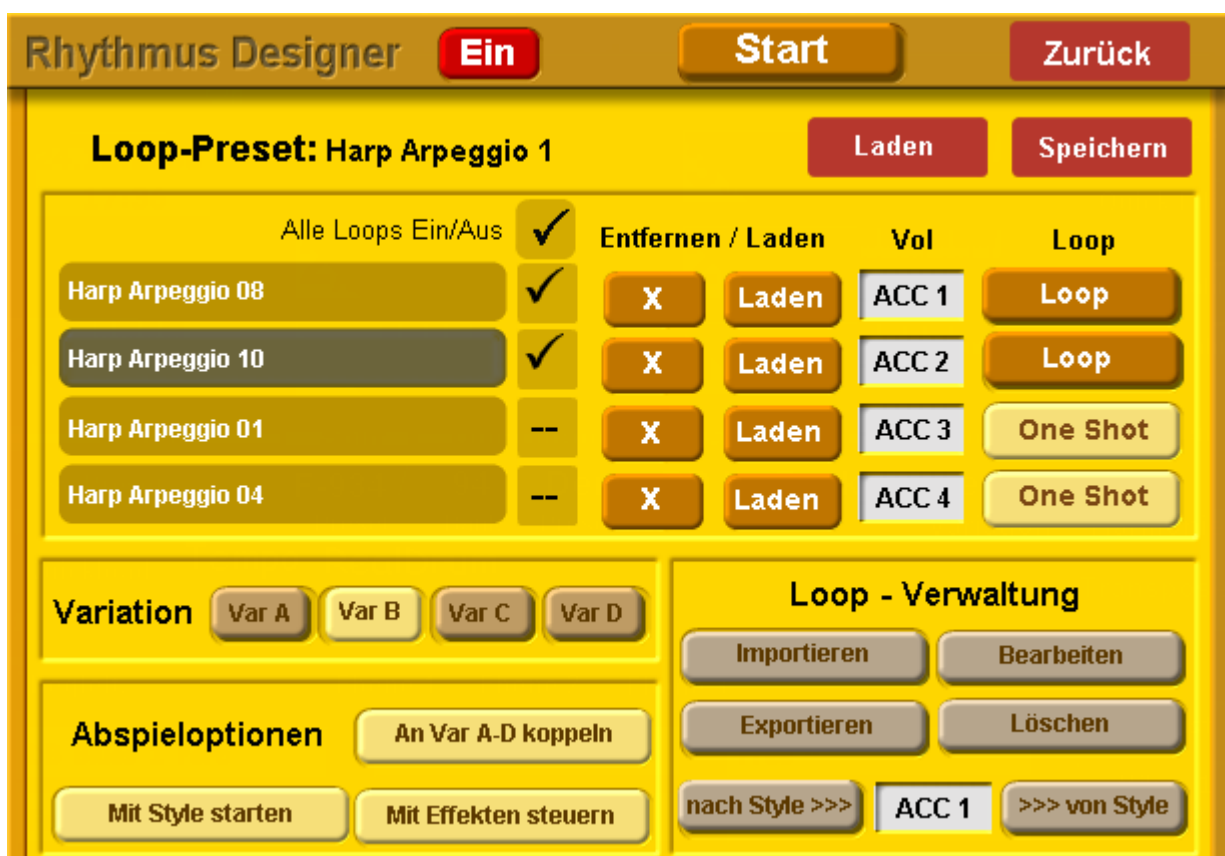 Rhythmus Designer Ein Start Zurück
Loop-Preset: Harp Arpeggio 1 Laden Speichern
Alle Loops Ein/Aus ✓ Entfernen / Laden Vol Loop
Harp Arpeggio 08 ✓ X Laden ACC 1 Loop
Harp Arpeggio 10 ✓ X Laden ACC 2 Loop
Harp Arpeggio 01 -- X Laden ACC 3 One Shot
Harp Arpeggio 04 -- X Laden ACC 4 One Shot
Variation Var A Var B Var C Var D
Abspieloptionen An Var A-D koppeln
Mit Style starten Mit Effekten steuern
Loop - Verwaltung
Importieren Bearbeiten
Exportieren Löschen
nach Style >>> ACC 1 >>> von Style